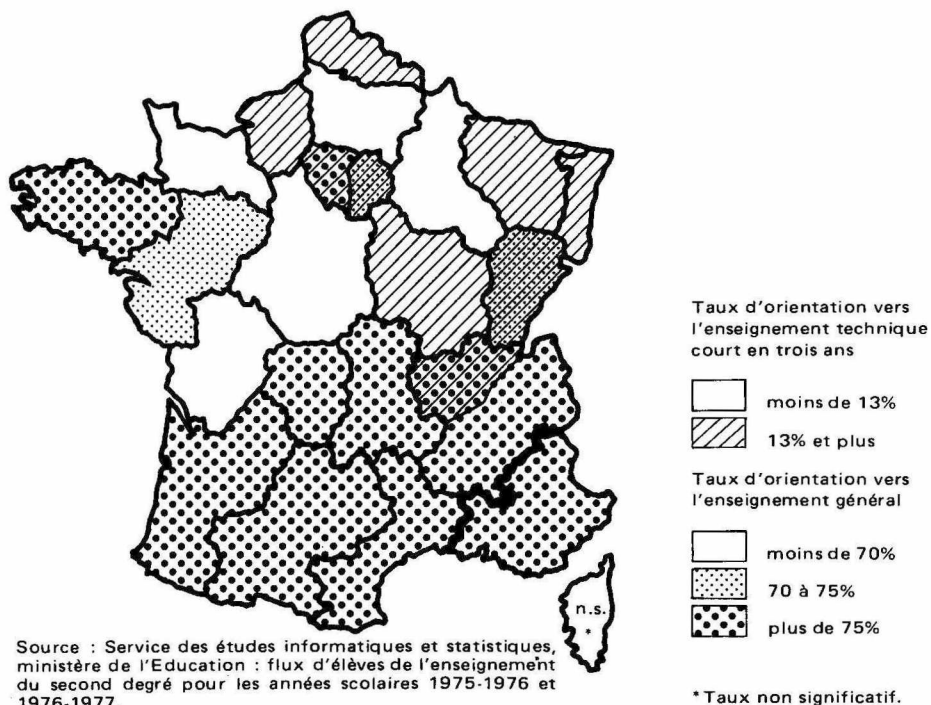 Taux d'orientation vers
l'enseignement technique
court en trois ans
moins de 13%
13% et plus
Taux d'orientation vers
l'enseignement général
moins de 70%
70 à 75%
plus de 75%
n.s.
*
Source : Service des études informatiques et statistiques,
ministère de l'Education : flux d'élèves de l'enseignement
du second degré pour les années scolaires 1975-1976 et
1976-1977.
* Taux non significatif.